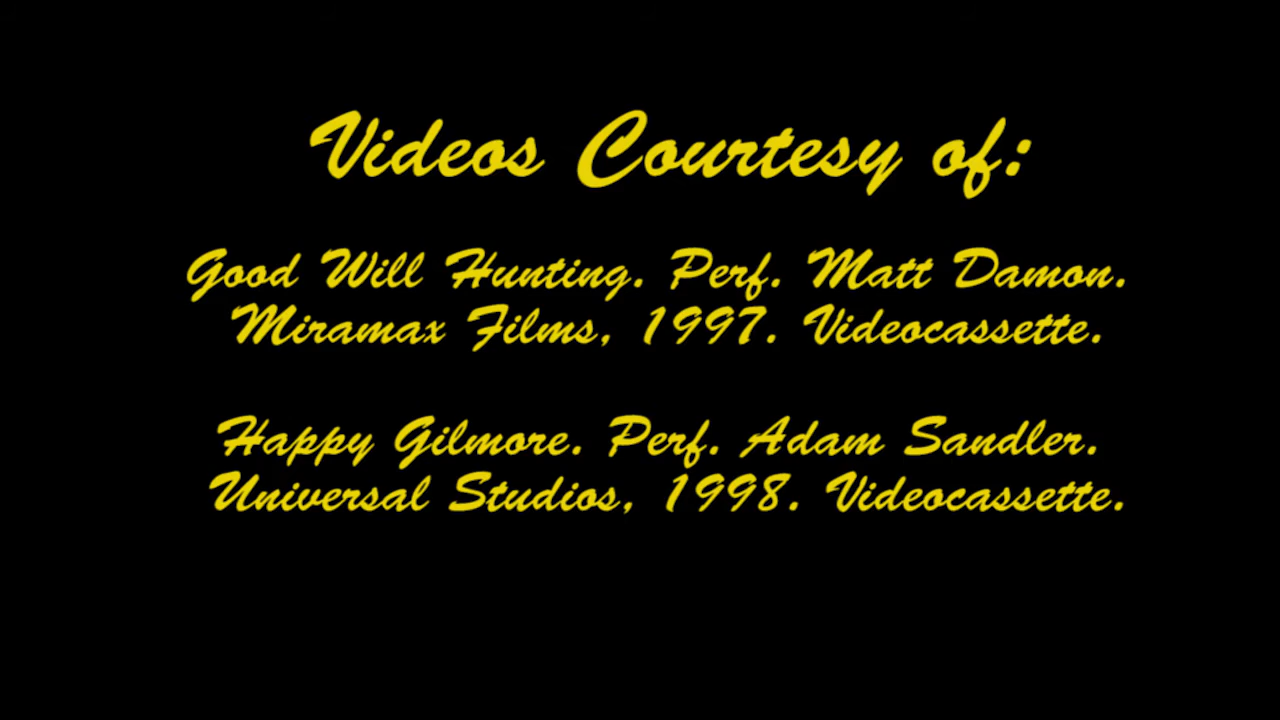 Videos Courtesy of:
Good Will Hunting. Perf. Matt Damon.
Miramax Films, 1997. Videocassette.
Happy Gilmore. Perf. Adam Sandler.
Universal Studios, 1998. Videocassette.